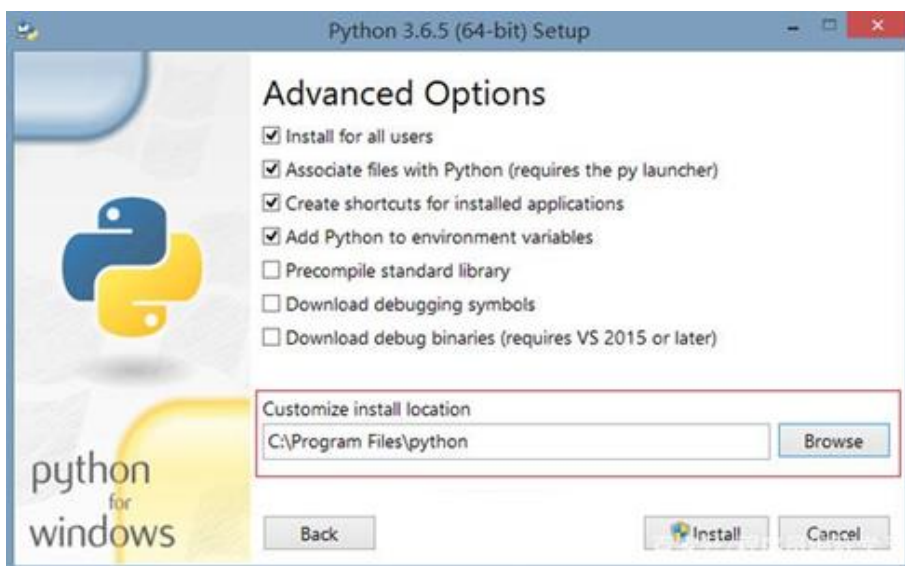 Python 3.6.5 (64-bit) Setup
Advanced Options
Install for all users
Associate files with Python (requires the py launcher)
Create shortcuts for installed applications
Add Python to environment variables
Precompile standard library
Download debugging symbols
Download debug binaries (requires VS 2015 or later)
Customize install location
C:\Program Files\python
Browse
python
for
windows
Back
Install
Cancel